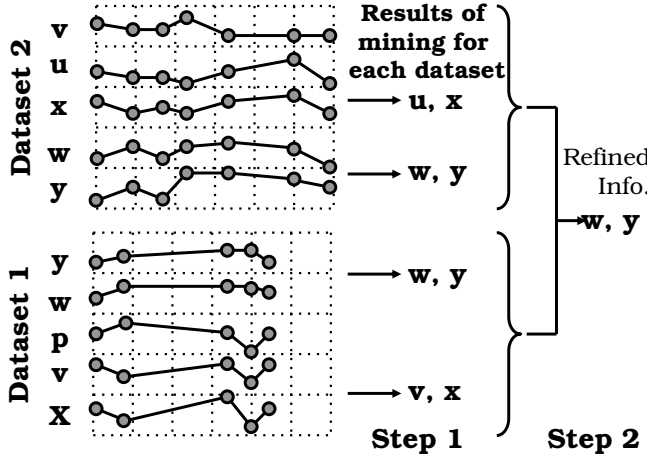 Dataset 2
v
u
x
w
y
Results of
mining for
each dataset
u, x
w, y
Dataset 1
y
w
p
v
X
w, y
v, x
Refined
Info.
w, y
Step 1
Step 2